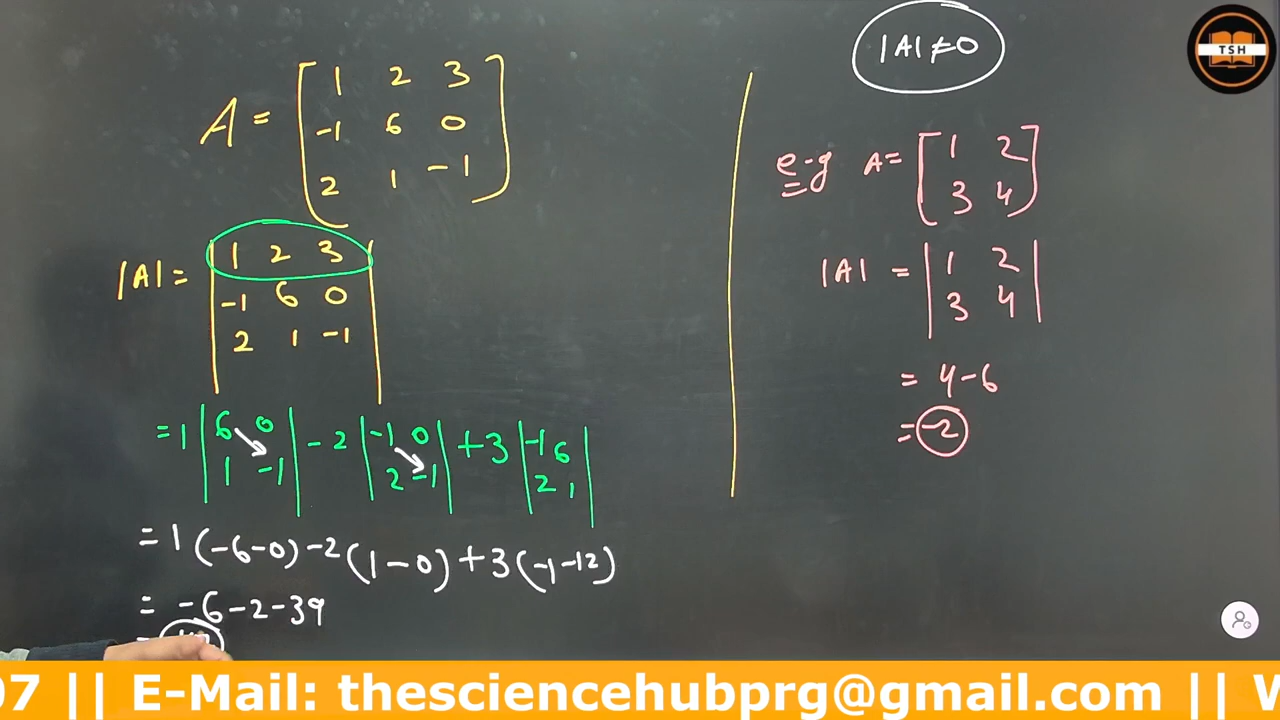 A = [ 1 2 3
-1 6 0
2 1 -1 ]
|A| = | 1 2 3 |
| -1 6 0 |
| 2 1 -1 |
= 1 | 6 0 | - 2 | -1 0 | + 3 | -1 6 |
| 1 -1 | | 2 -1 | | 2 1 |
= 1 (-6-0) -2 (1-0) + 3 (-1-12)
= -6-2-39
|A| ≠ 0
e-g A = [ 1 2
3 4 ]
|A| = | 1 2 |
| 3 4 |
= 4-6
= -2
TSH
07 || E-Mail: thesciencehubprg@gmail.com || W